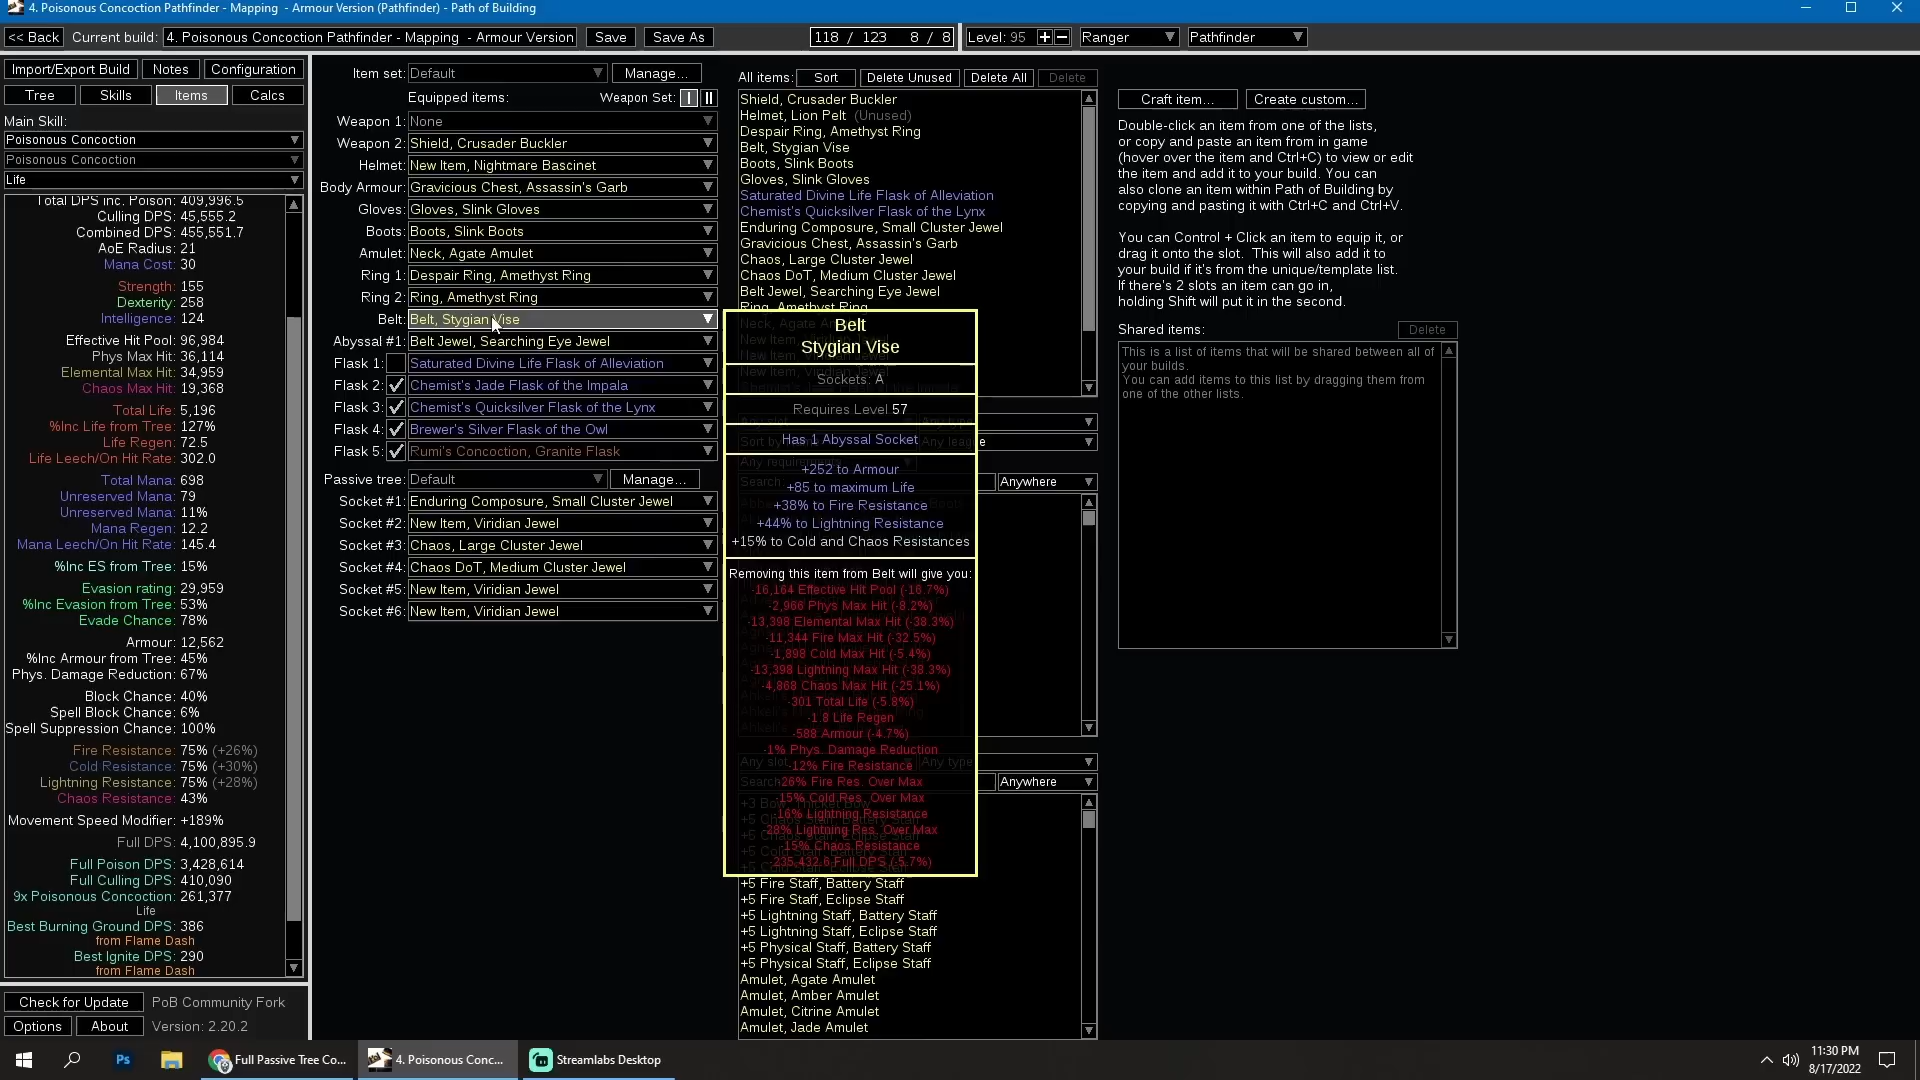 4. Poisonous Concoction Pathfinder - Mapping  - Armour Version (Pathfinder) - Path of Building
<< Back
Current build: 4. Poisonous Concoction Pathfinder - Mapping  - Armour Version
Save
Save As
118 / 123   8 / 8
Level: 95
Ranger
Pathfinder
Import/Export Build
Notes
Configuration
Tree
Skills
Items
Calcs
Main Skill:
Poisonous Concoction
Poisonous Concoction
Life
Total DPS inc. Poison: 409,996.5
Culling DPS: 45,555.2
Combined DPS: 455,551.7
AoE Radius: 21
Mana Cost: 30
Strength: 155
Dexterity: 258
Intelligence: 124
Effective Hit Pool: 96,984
Phys Max Hit: 36,114
Elemental Max Hit: 34,959
Chaos Max Hit: 19,368
Total Life: 5,196
%Inc Life from Tree: 127%
Life Regen: 72.5
Life Leech/On Hit Rate: 302.0
Total Mana: 698
Unreserved Mana: 79
Unreserved Mana: 11%
Mana Regen: 12.2
Mana Leech/On Hit Rate: 145.4
%Inc ES from Tree: 15%
Evasion rating: 29,959
%Inc Evasion from Tree: 53%
Evade Chance: 78%
Armour: 12,562
%Inc Armour from Tree: 45%
Phys. Damage Reduction: 67%
Block Chance: 40%
Spell Block Chance: 6%
Spell Suppression Chance: 100%
Fire Resistance: 75% (+26%)
Cold Resistance: 75% (+30%)
Lightning Resistance: 75% (+28%)
Chaos Resistance: 43%
Movement Speed Modifier: +189%
Full DPS: 4,100,895.9
Full Poison DPS: 3,428,614
Full Culling DPS: 410,090
9x Poisonous Concoction: 261,377
Life
Best Burning Ground DPS: 386
from Flame Dash
Best Ignite DPS: 290
from Flame Dash
Check for Update
PoB Community Fork
Options
About
Version: 2.20.2
Item set: Default
Manage...
Equipped items:
Weapon Set: I II
Weapon 1: None
Weapon 2: Shield, Crusader Buckler
Helmet: New Item, Nightmare Bascinet
Body Armour: Gravicious Chest, Assassin's Garb
Gloves: Gloves, Slink Gloves
Boots: Boots, Slink Boots
Amulet: Neck, Agate Amulet
Ring 1: Despair Ring, Amethyst Ring
Ring 2: Ring, Amethyst Ring
Belt: Belt, Stygian Vise
Abyssal #1: Belt Jewel, Searching Eye Jewel
Flask 1: Saturated Divine Life Flask of Alleviation
Flask 2: Chemist's Jade Flask of the Impala
Flask 3: Chemist's Quicksilver Flask of the Lynx
Flask 4: Brewer's Silver Flask of the Owl
Flask 5: Rumi's Concoction, Granite Flask
Passive tree: Default
Manage...
Socket #1: Enduring Composure, Small Cluster Jewel
Socket #2: New Item, Viridian Jewel
Socket #3: Chaos, Large Cluster Jewel
Socket #4: Chaos DoT, Medium Cluster Jewel
Socket #5: New Item, Viridian Jewel
Socket #6: New Item, Viridian Jewel
All items:
Sort
Delete Unused
Delete All
Delete
Shield, Crusader Buckler
Helmet, Lion Pelt  (Unused)
Despair Ring, Amethyst Ring
Belt, Stygian Vise
Boots, Slink Boots
Gloves, Slink Gloves
Saturated Divine Life Flask of Alleviation
Chemist's Quicksilver Flask of the Lynx
Enduring Composure, Small Cluster Jewel
Gravicious Chest, Assassin's Garb
Chaos, Large Cluster Jewel
Chaos DoT, Medium Cluster Jewel
Belt Jewel, Searching Eye Jewel
Ring, Amethyst Ring
Belt
Stygian Vise
Sockets: A
Requires Level 57
Has 1 Abyssal Socket
+252 to Armour
+85 to maximum Life
+38% to Fire Resistance
+44% to Lightning Resistance
+15% to Cold and Chaos Resistances
Removing this item from Belt will give you:
-16,164 Effective Hit Pool (-16.7%)
-2,966 Phys Max Hit (-8.2%)
-13,398 Elemental Max Hit (-38.3%)
-11,344 Fire Max Hit (-32.5%)
-1,898 Cold Max Hit (-5.4%)
-13,398 Lightning Max Hit (-38.3%)
-4,868 Chaos Max Hit (-25.1%)
-301 Total Life (-5.8%)
-1.8 Life Regen
-588 Armour (-4.7%)
-1% Phys. Damage Reduction
-12% Fire Resistance
-26% Fire Res. Over Max
-15% Cold Res. Over Max
-16% Lightning Resistance
-28% Lightning Res. Over Max
-15% Chaos Resistance
-235,432.6 Full DPS (-5.7%)
Anywhere
Anywhere
+5 Fire Staff, Battery Staff
+5 Fire Staff, Eclipse Staff
+5 Lightning Staff, Battery Staff
+5 Lightning Staff, Eclipse Staff
+5 Physical Staff, Battery Staff
+5 Physical Staff, Eclipse Staff
Amulet, Agate Amulet
Amulet, Amber Amulet
Amulet, Citrine Amulet
Amulet, Jade Amulet
Craft item...
Create custom...
Double-click an item from one of the lists,
or copy and paste an item from in game
(hover over the item and Ctrl+C) to view or edit
the item and add it to your build. You can
also clone an item within Path of Building by
copying and pasting it with Ctrl+C and Ctrl+V.
You can Control + Click an item to equip it, or
drag it onto the slot.  This will also add it to
your build if it's from the unique/template list.
If there's 2 slots an item can go in,
holding Shift will put it in the second.
Shared items:
Delete
This is a list of items that will be shared between all of
your builds.
You can add items to this list by dragging them from
one of the other lists.
Ps
Full Passive Tree Co...
4. Poisonous Conc...
Streamlabs Desktop
11:30 PM
8/17/2022